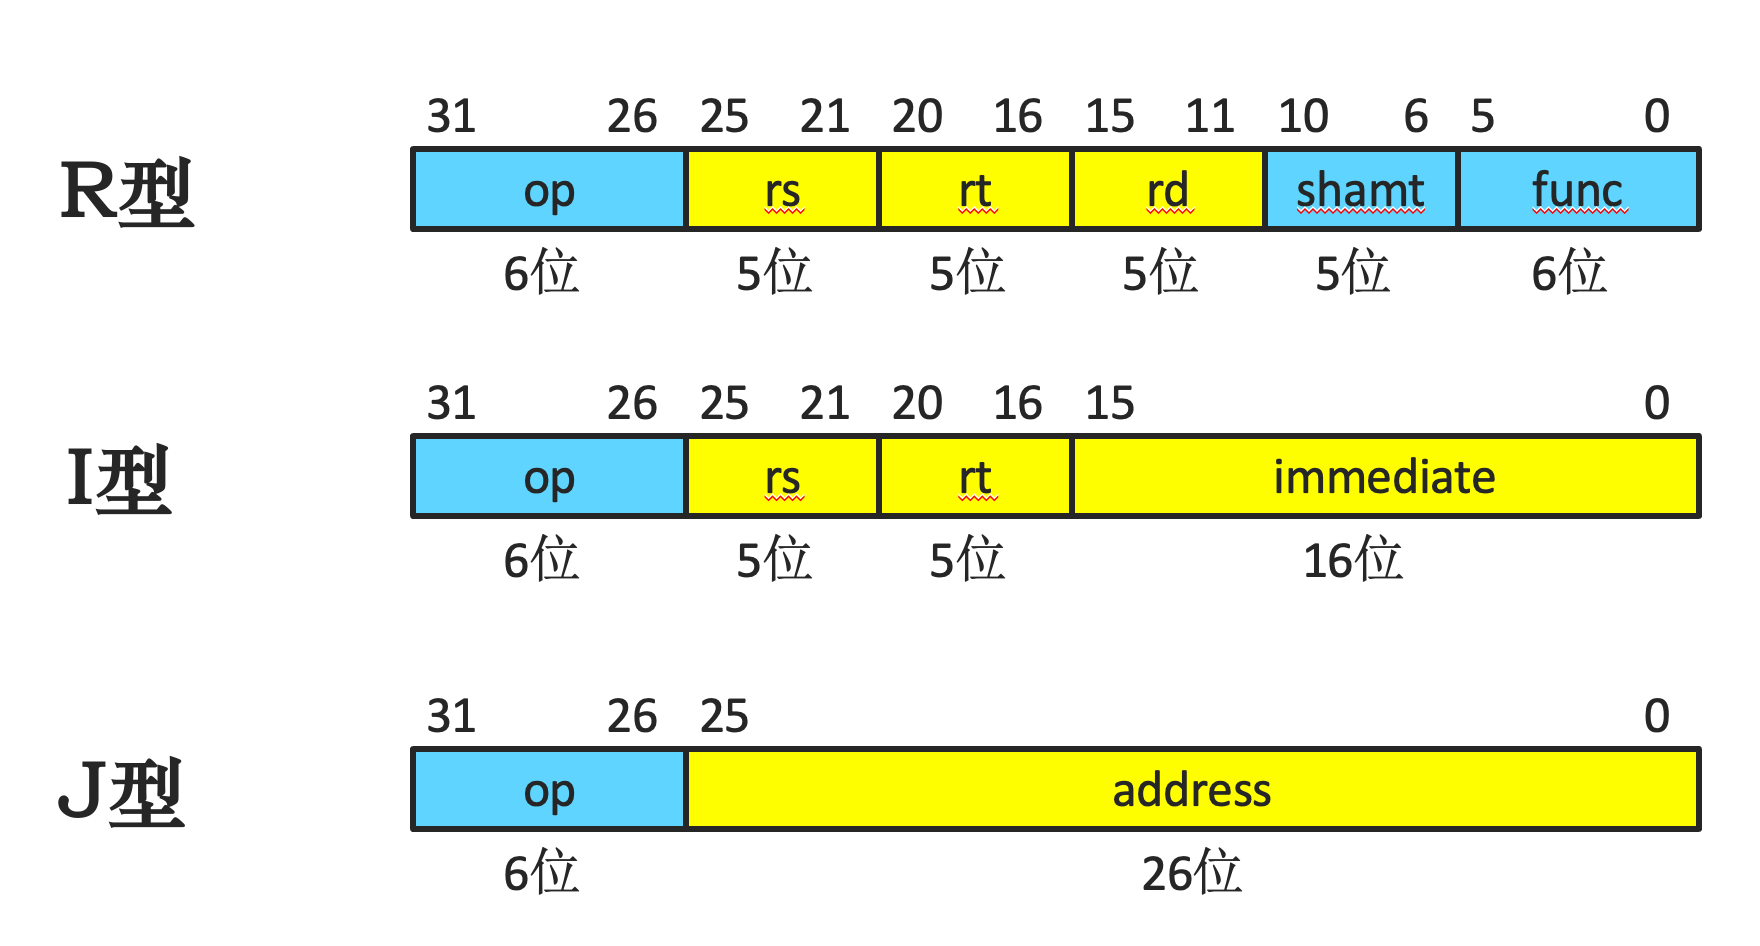 31 26 25 21 20 16 15 11 10 6 5 0
R型 op rs rt rd shamt func
6位 5位 5位 5位 5位 6位
31 26 25 21 20 16 15 0
I型 op rs rt immediate
6位 5位 5位 16位
31 26 25 0
J型 op address
6位 26位